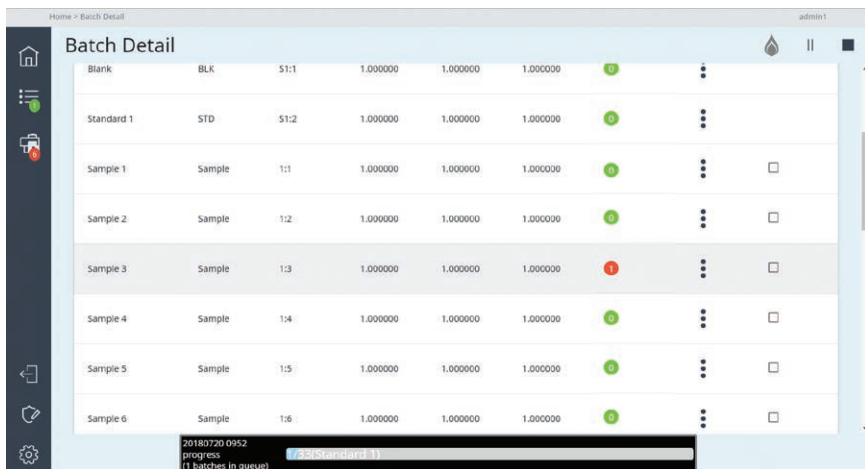 Home > Batch Detail admin1
Batch Detail
Blank BLK S1:1 1.000000 1.000000 1.000000 0
Standard 1 STD S1:2 1.000000 1.000000 1.000000 0
1
Sample 1 Sample 1:1 1.000000 1.000000 1.000000 0
6
Sample 2 Sample 1:2 1.000000 1.000000 1.000000 0
Sample 3 Sample 1:3 1.000000 1.000000 1.000000 1
Sample 4 Sample 1:4 1.000000 1.000000 1.000000 0
Sample 5 Sample 1:5 1.000000 1.000000 1.000000 0
Sample 6 Sample 1:6 1.000000 1.000000 1.000000 0
20180720 0952
progress 1/33(Standard 1)
(1 batches in queue)